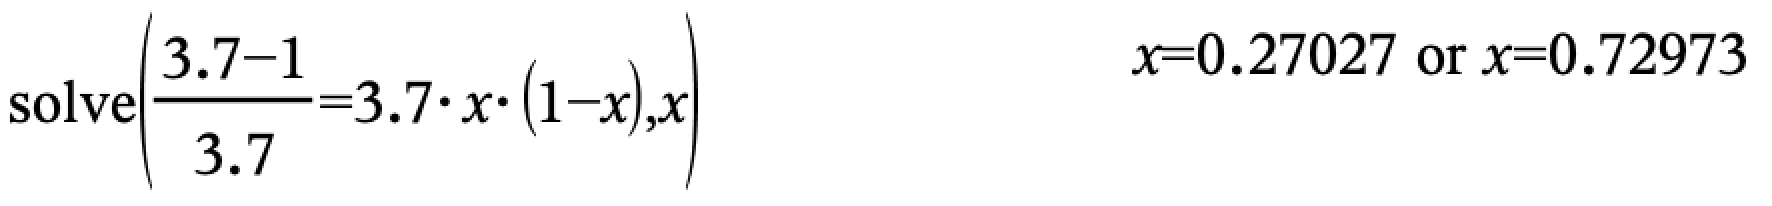 solve((3.7−1)/3.7=3.7·x·(1−x),x) x=0.27027 or x=0.72973